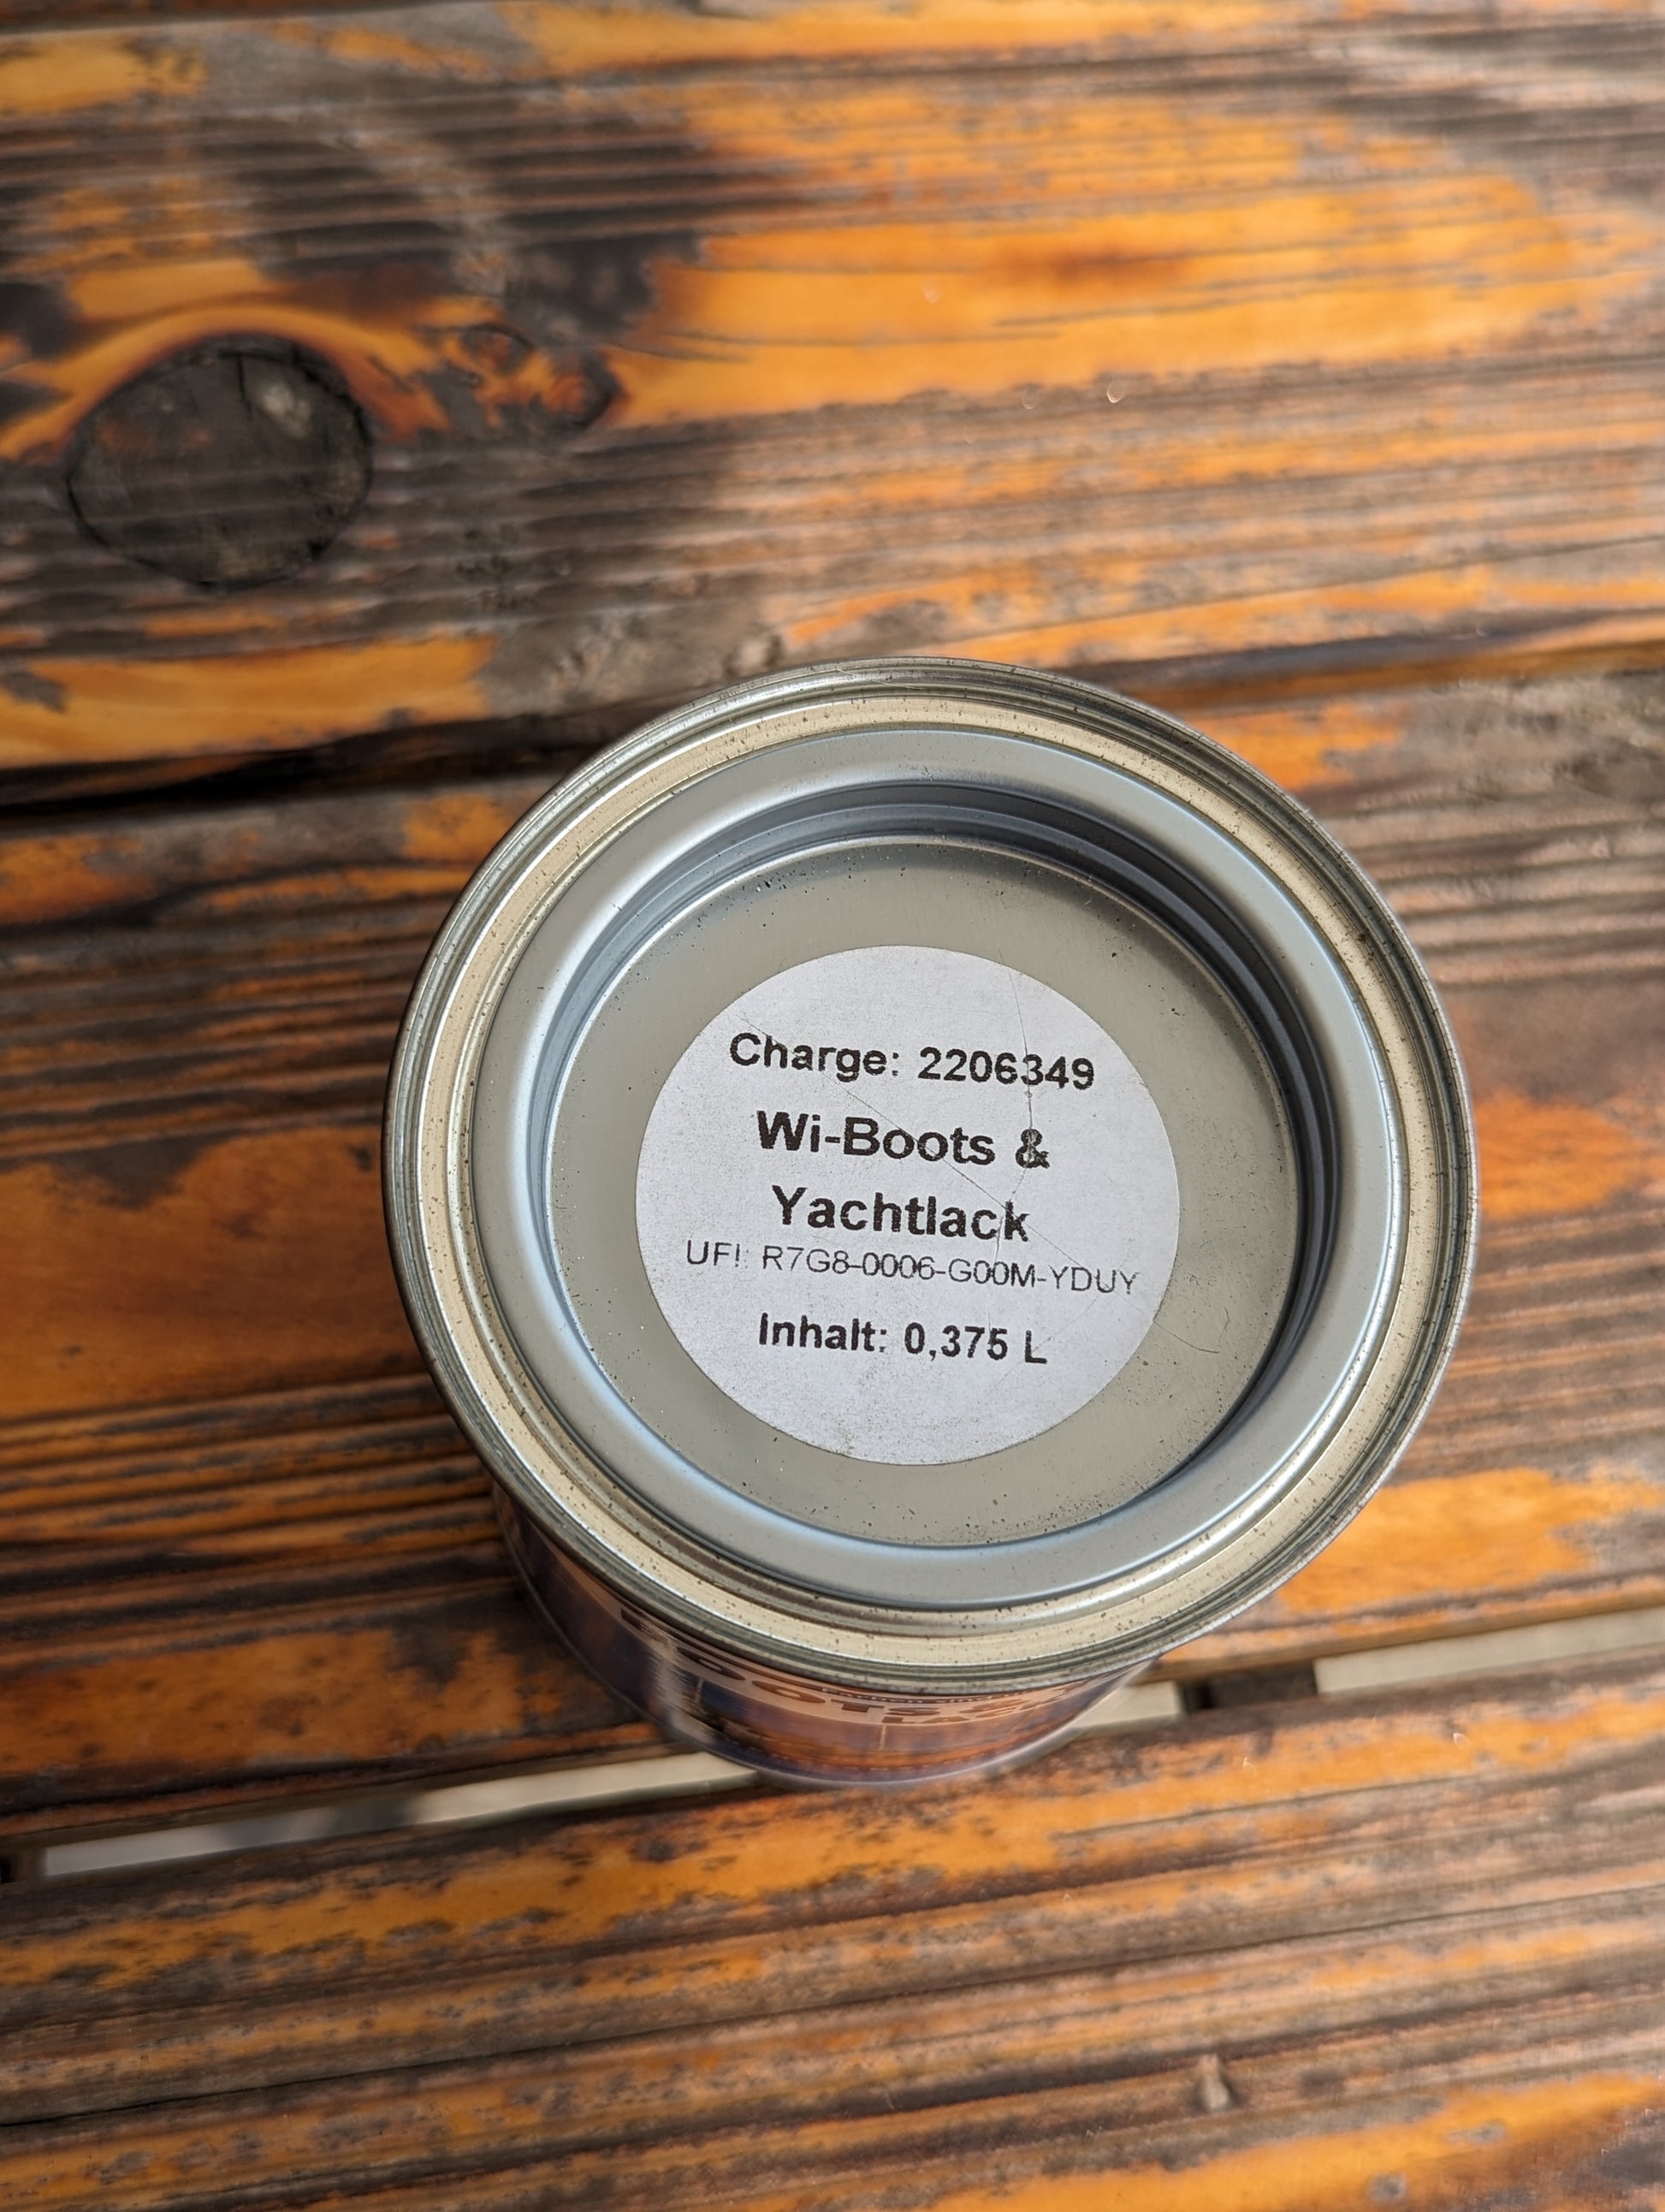 Charge: 2206349
Wi-Boots &
Yachtlack
UFI: R7G8-0006-G00M-YDUY
Inhalt: 0,375 L